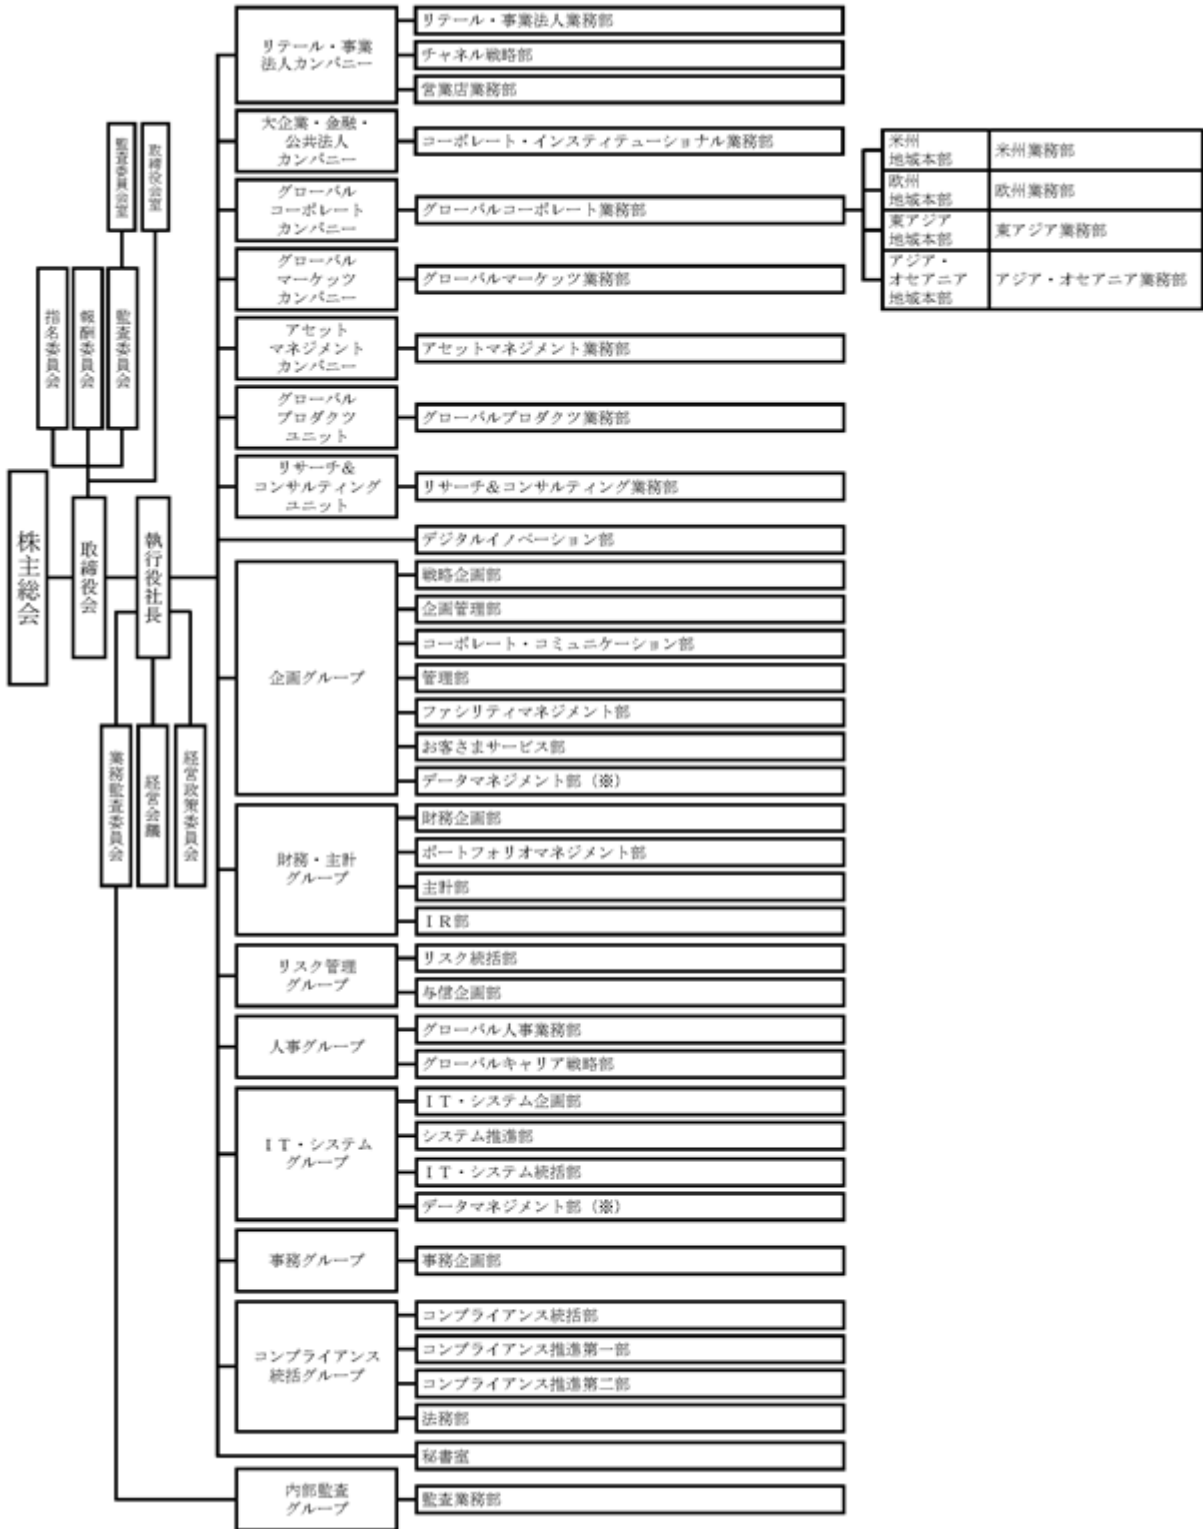 株主総会
取締役会
執行役社長
指名委員会
報酬委員会
監査委員会
監査委員会室
取締役会室
業務監査委員会
経営会議
経営政策委員会
リテール・事業
法人カンパニー
リテール・事業法人業務部
チャネル戦略部
営業店業務部
大企業・金融・
公共法人
カンパニー
コーポレート・インスティテューショナル業務部
グローバル
コーポレート
カンパニー
グローバルコーポレート業務部
米州
地域本部
米州業務部
欧州
地域本部
欧州業務部
東アジア
地域本部
東アジア業務部
アジア・
オセアニア
地域本部
アジア・オセアニア業務部
グローバル
マーケッツ
カンパニー
グローバルマーケッツ業務部
アセット
マネジメント
カンパニー
アセットマネジメント業務部
グローバル
プロダクツ
ユニット
グローバルプロダクツ業務部
リサーチ&
コンサルティング
ユニット
リサーチ&コンサルティング業務部
デジタルイノベーション部
企画グループ
戦略企画部
企画管理部
コーポレート・コミュニケーション部
管理部
ファシリティマネジメント部
お客さまサービス部
データマネジメント部（※）
財務・主計
グループ
財務企画部
ポートフォリオマネジメント部
主計部
ＩＲ部
リスク管理
グループ
リスク統括部
与信企画部
人事グループ
グローバル人事業務部
グローバルキャリア戦略部
ＩＴ・システム
グループ
ＩＴ・システム企画部
システム推進部
ＩＴ・システム統括部
データマネジメント部（※）
事務グループ
事務企画部
コンプライアンス
統括グループ
コンプライアンス統括部
コンプライアンス推進第一部
コンプライアンス推進第二部
法務部
秘書室
内部監査
グループ
監査業務部